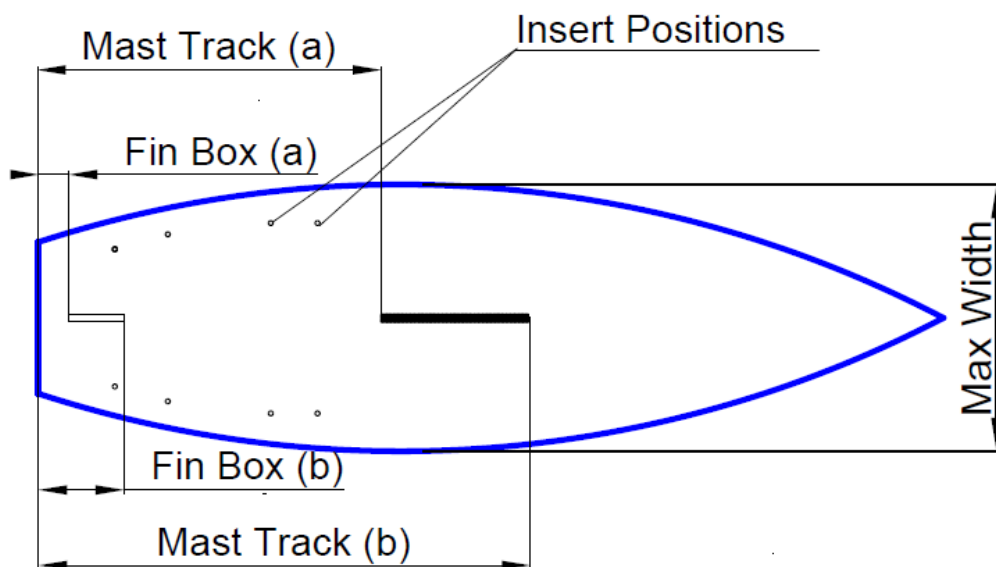 Insert Positions
Mast Track (a)
Fin Box (a)
Max Width
Fin Box (b)
Mast Track (b)